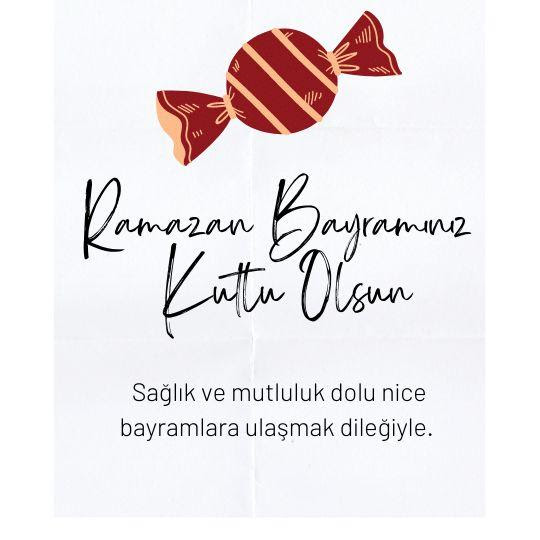 Ramazan Bayramınız
Kutlu Olsun
Sağlık ve mutluluk dolu nice
bayramlara ulaşmak dileğiyle.